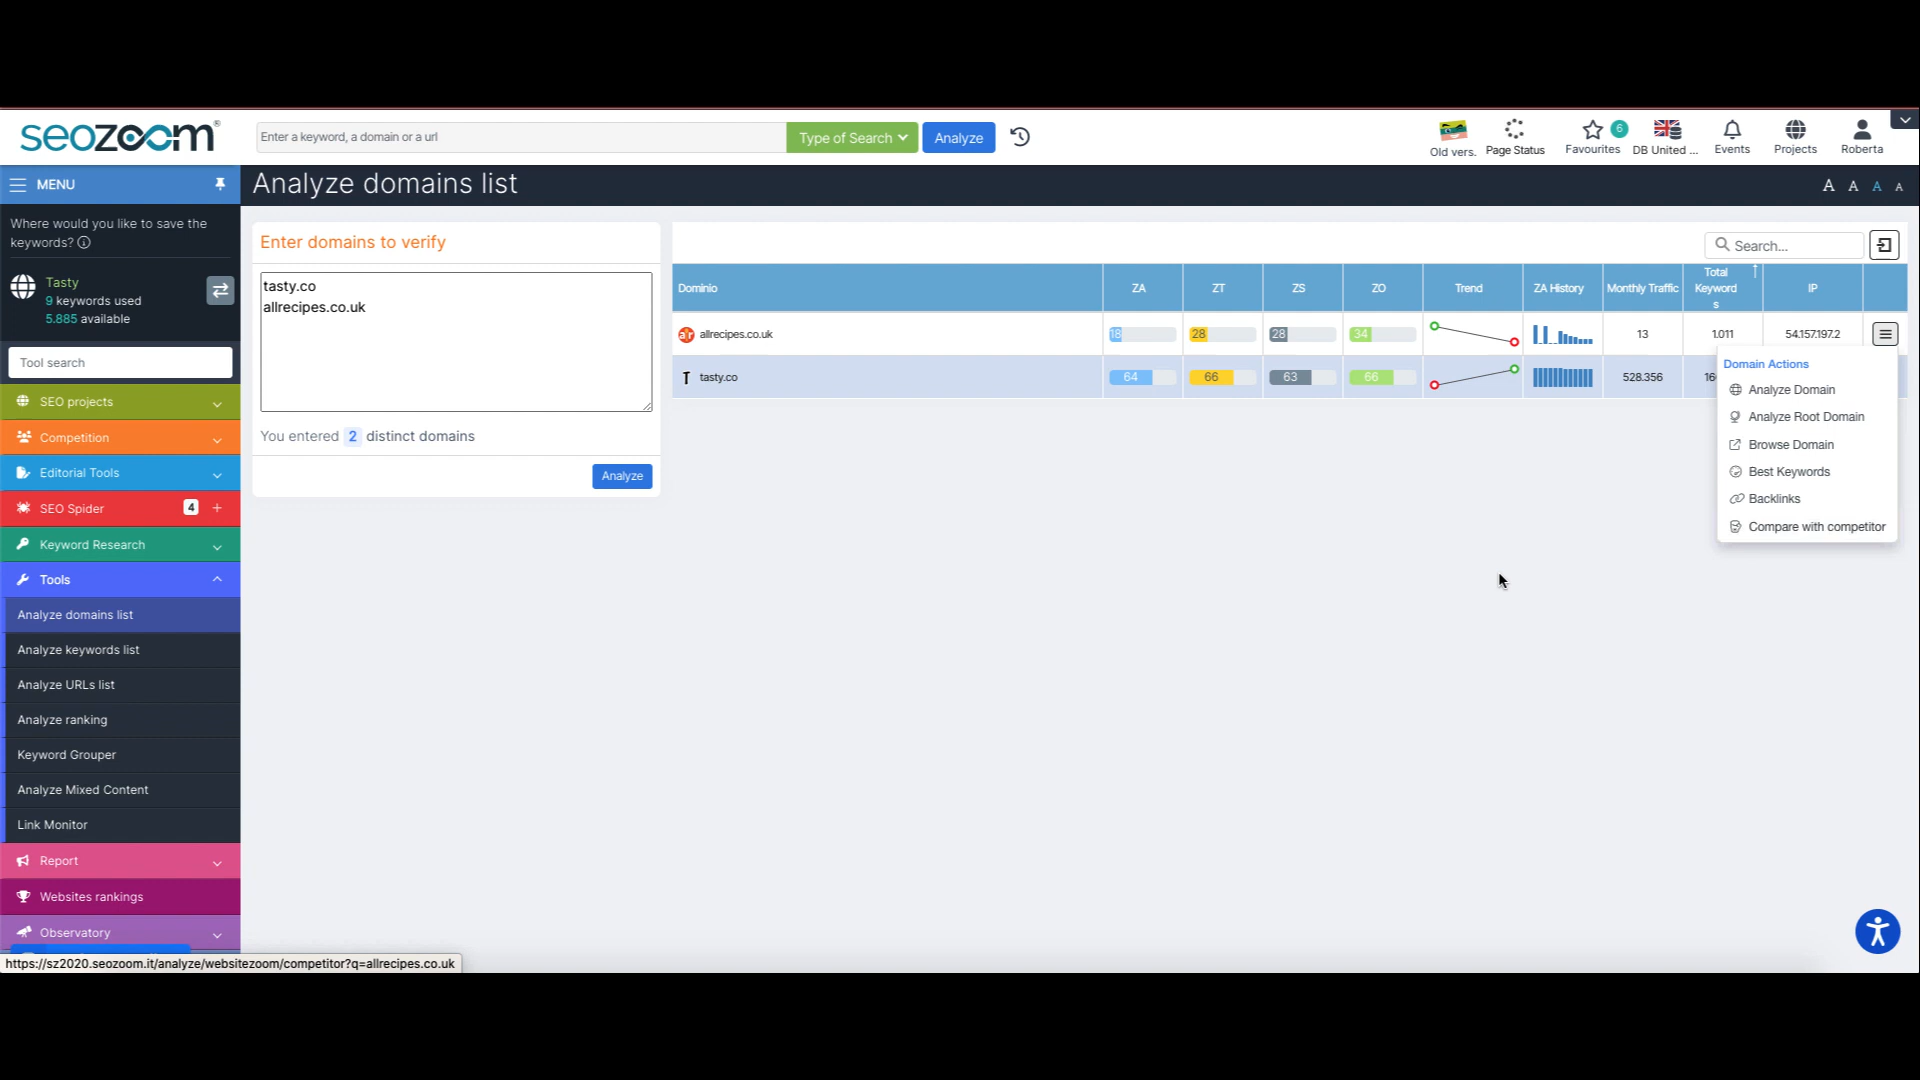 seozoom
Enter a keyword, a domain or a url
Type of Search
Analyze
Old vers.
Page Status
6
Favourites
DB United ...
Events
Projects
Roberta
MENU
Analyze domains list
A A A A
Where would you like to save the
keywords?
Tasty
9 keywords used
5.885 available
Tool search
SEO projects
Competition
Editorial Tools
SEO Spider 4 +
Keyword Research
Tools
Analyze domains list
Analyze keywords list
Analyze URLs list
Analyze ranking
Keyword Grouper
Analyze Mixed Content
Link Monitor
Report
Websites rankings
Observatory
https://sz2020.seozoom.it/analyze/websitezoom/competitor?q=allrecipes.co.uk
Enter domains to verify
tasty.co
allrecipes.co.uk
You entered 2 distinct domains
Analyze
Search...
Dominio ZA ZT ZS ZO Trend ZA History Monthly Traffic Total Keyword s IP
allrecipes.co.uk 18 28 28 34 13 1.011 54.157.197.2
T tasty.co 64 66 63 66 528.356
Domain Actions
Analyze Domain
Analyze Root Domain
Browse Domain
Best Keywords
Backlinks
Compare with competitor